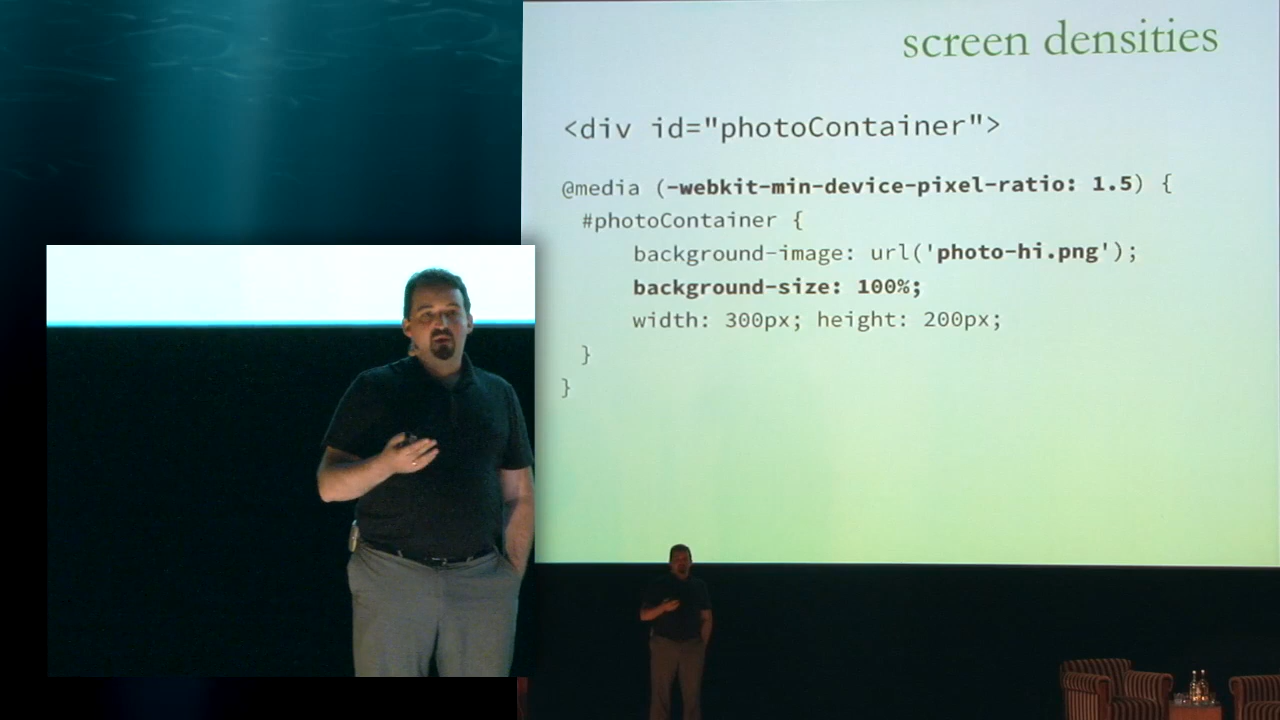 screen densities
<div id="photoContainer">
@media (-webkit-min-device-pixel-ratio: 1.5) {
#photoContainer {
background-image: url('photo-hi.png');
background-size: 100%;
width: 300px; height: 200px;
}
}